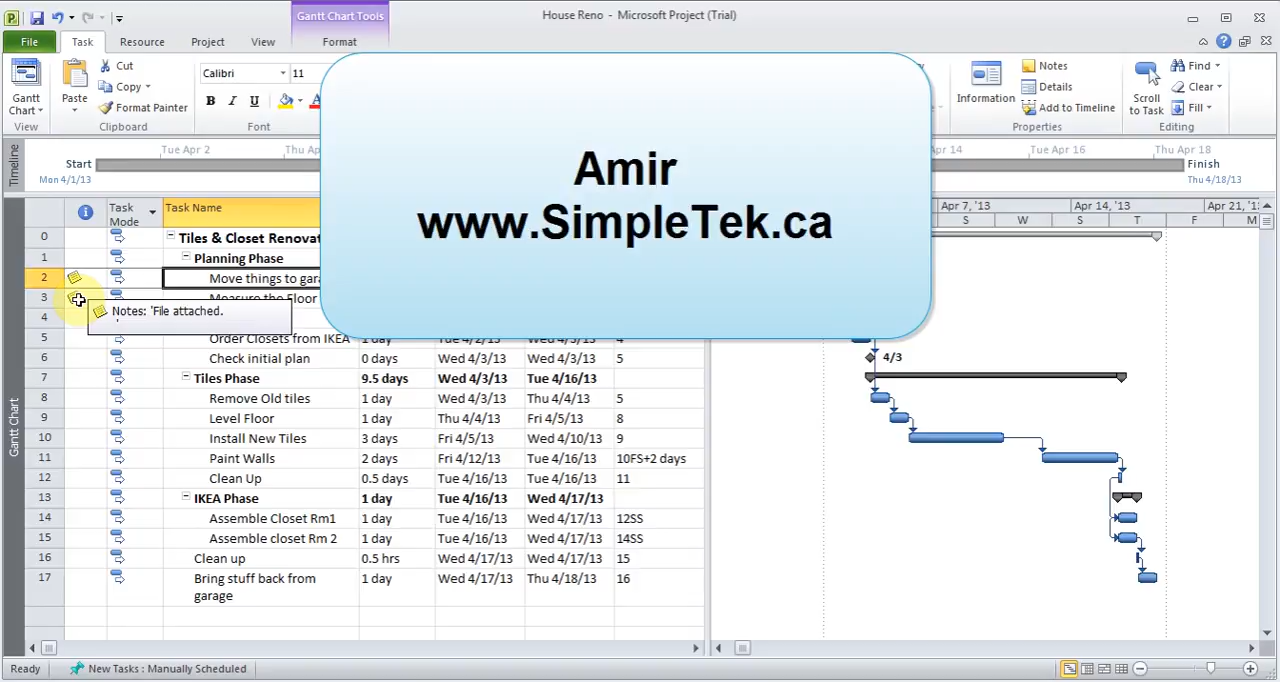 House Reno - Microsoft Project (Trial)
Gantt Chart Tools
File Task Resource Project View Format
Gantt Chart
View
Paste
Cut
Copy
Format Painter
Clipboard
Calibri 11
B I U A
Font
Information
Notes
Details
Add to Timeline
Properties
Scroll to Task
Find
Clear
Fill
Editing
Timeline
Start
Mon 4/1/13
Tue Apr 2
Tue Apr 16
Thu Apr 18
Finish
Thu 4/18/13
Amir
www.SimpleTek.ca
Task Mode Task Name
Apr 7, '13 Apr 14, '13 Apr 21, '1
S W S T F M
Gantt Chart
0 Tiles & Closet Renovat
1 Planning Phase
2 Move things to gara
3 Measure the Floor
Notes: 'File attached.
'
4
5 Order Closets from IKEA 1 day Tue 4/2/13 Wed 4/3/13 4
6 Check initial plan 0 days Wed 4/3/13 Wed 4/3/13 5 4/3
7 Tiles Phase 9.5 days Wed 4/3/13 Tue 4/16/13
8 Remove Old tiles 1 day Wed 4/3/13 Thu 4/4/13 5
9 Level Floor 1 day Thu 4/4/13 Fri 4/5/13 8
10 Install New Tiles 3 days Fri 4/5/13 Wed 4/10/13 9
11 Paint Walls 2 days Fri 4/12/13 Tue 4/16/13 10FS+2 days
12 Clean Up 0.5 days Tue 4/16/13 Tue 4/16/13 11
13 IKEA Phase 1 day Tue 4/16/13 Wed 4/17/13
14 Assemble Closet Rm1 1 day Tue 4/16/13 Wed 4/17/13 12SS
15 Assemble closet Rm 2 1 day Tue 4/16/13 Wed 4/17/13 14SS
16 Clean up 0.5 hrs Wed 4/17/13 Wed 4/17/13 15
17 Bring stuff back from garage 1 day Wed 4/17/13 Thu 4/18/13 16
Ready New Tasks : Manually Scheduled